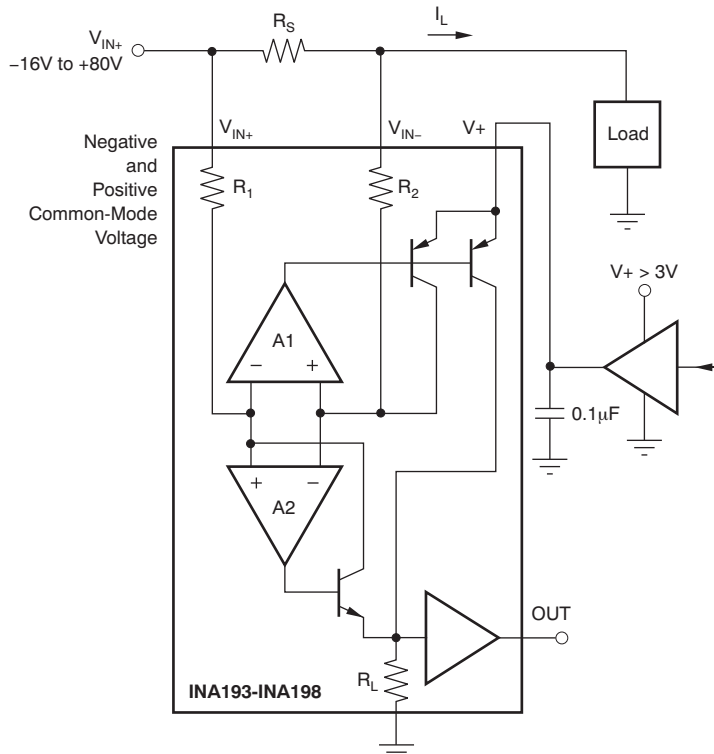 R_S
I_L
V_IN+
−16V to +80V
V_IN+
V_IN−
V+
Load
Negative
and
Positive
Common-Mode
Voltage
R_1
R_2
V+ > 3V
A1
− +
0.1μF
+ −
A2
OUT
R_L
INA193-INA198